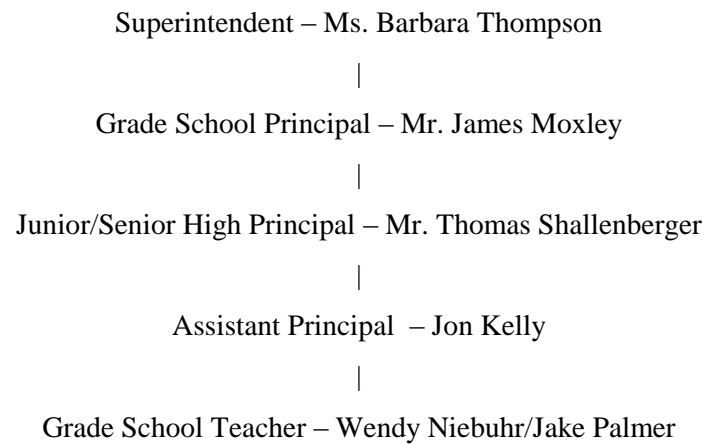 Superintendent – Ms. Barbara Thompson
|
Grade School Principal – Mr. James Moxley
|
Junior/Senior High Principal – Mr. Thomas Shallenberger
|
Assistant Principal – Jon Kelly
|
Grade School Teacher – Wendy Niebuhr/Jake Palmer